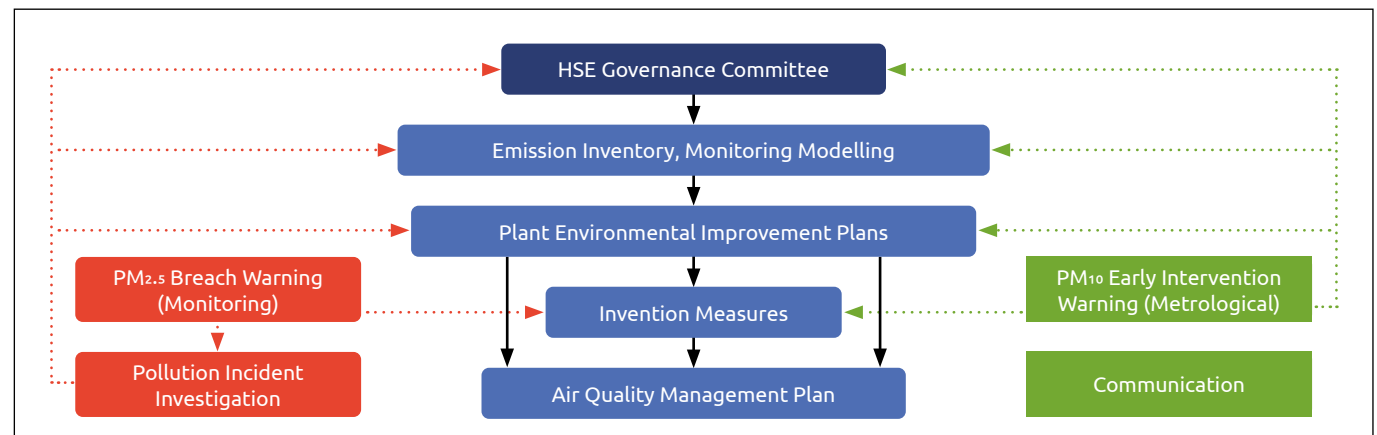 HSE Governance Committee
Emission Inventory, Monitoring Modelling
Plant Environmental Improvement Plans
PM₂.₅ Breach Warning
(Monitoring)
Invention Measures
PM₁₀ Early Intervention
Warning (Metrological)
Pollution Incident
Investigation
Air Quality Management Plan
Communication